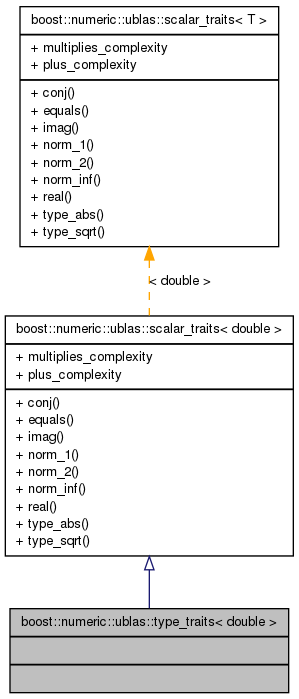 boost::numeric::ublas::scalar_traits< T >
+ multiplies_complexity
+ plus_complexity
+ conj()
+ equals()
+ imag()
+ norm_1()
+ norm_2()
+ norm_inf()
+ real()
+ type_abs()
+ type_sqrt()
< double >
boost::numeric::ublas::scalar_traits< double >
+ multiplies_complexity
+ plus_complexity
+ conj()
+ equals()
+ imag()
+ norm_1()
+ norm_2()
+ norm_inf()
+ real()
+ type_abs()
+ type_sqrt()
boost::numeric::ublas::type_traits< double >